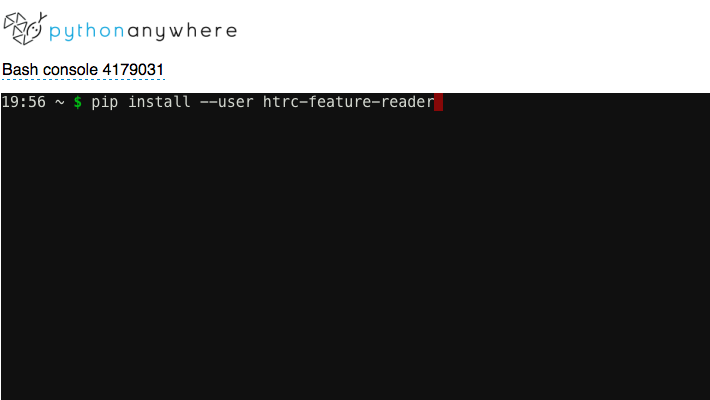 pythonanywhere
Bash console 4179031
19:56 ~ $ pip install --user htrc-feature-reader